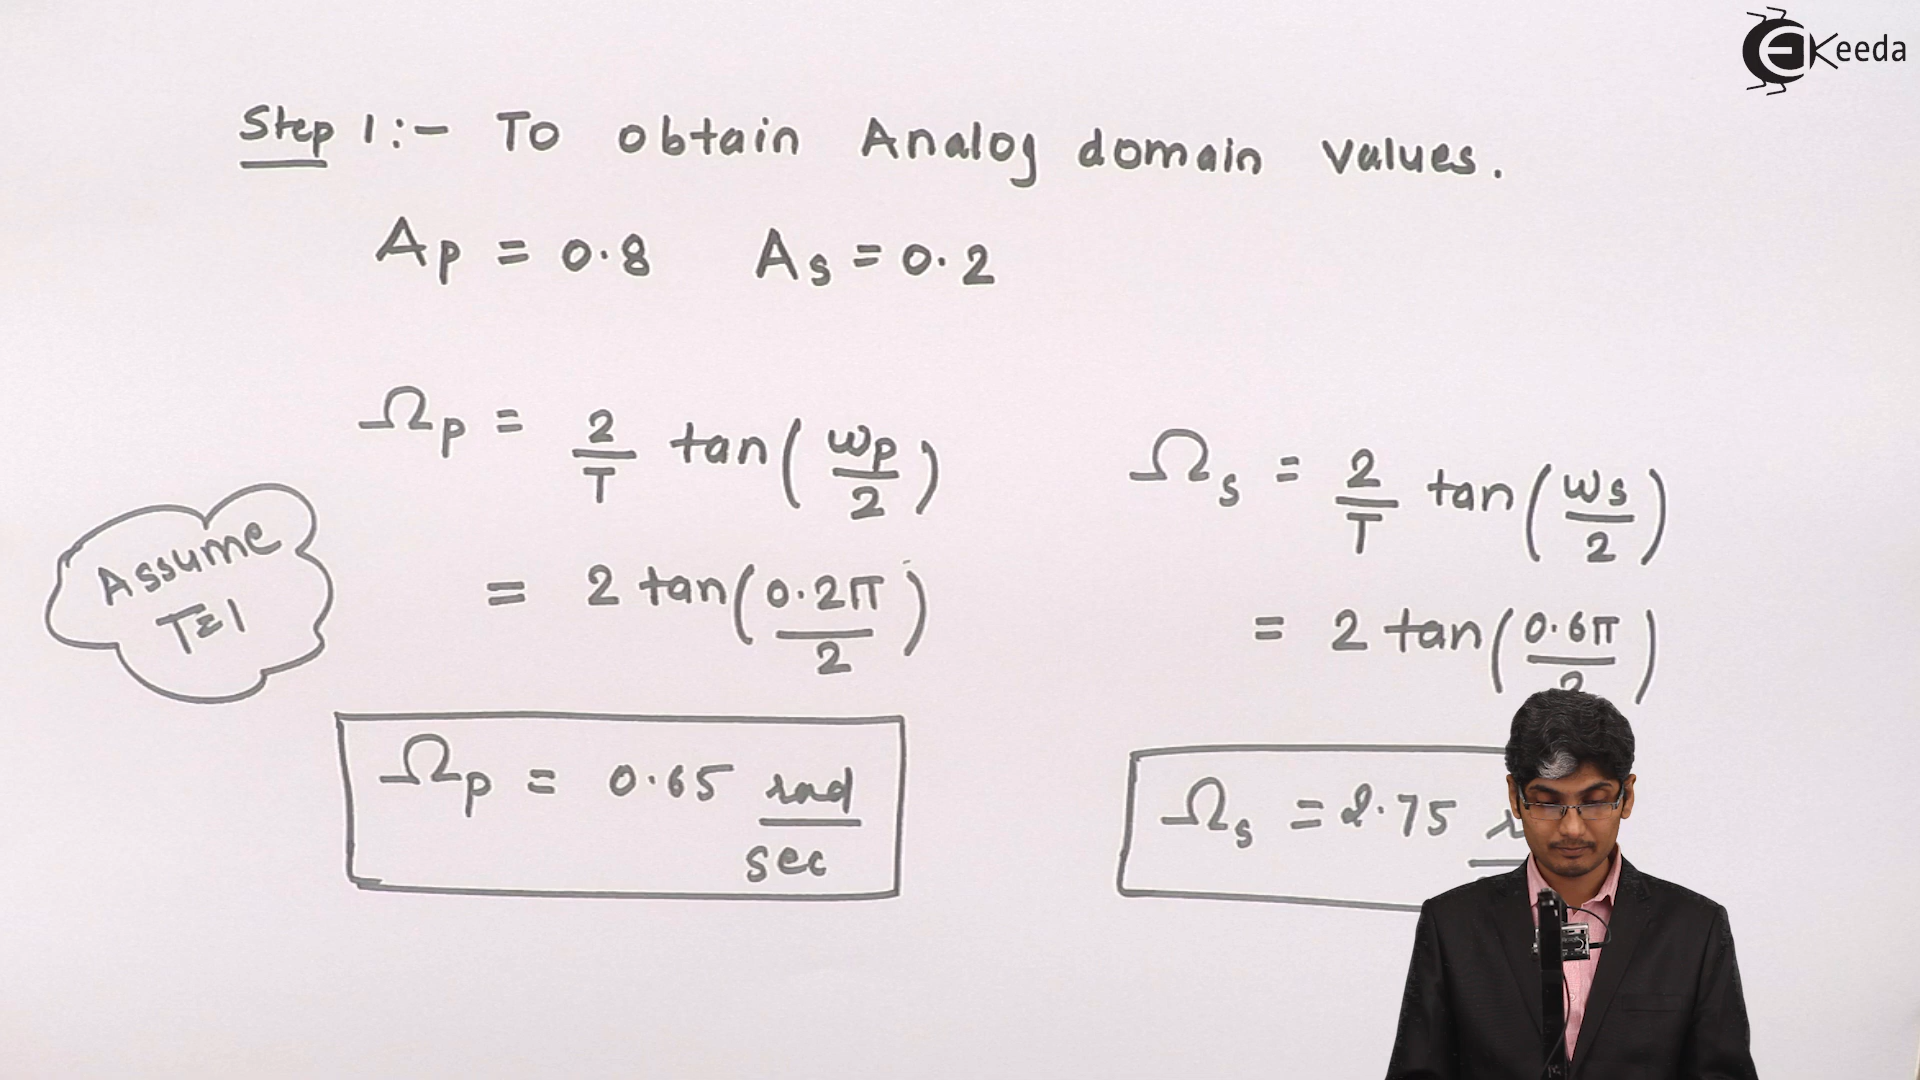 EKeeda
Step 1:- To obtain Analog domain values.
Ap = 0.8 As = 0.2
Ωp = 2/T tan(ωp/2)
= 2 tan(0.2π/2)
Ωp = 0.65 rad/sec
Assume
T=1
Ωs = 2/T tan(ωs/2)
= 2 tan(0.6π/2)
Ωs = 2.75